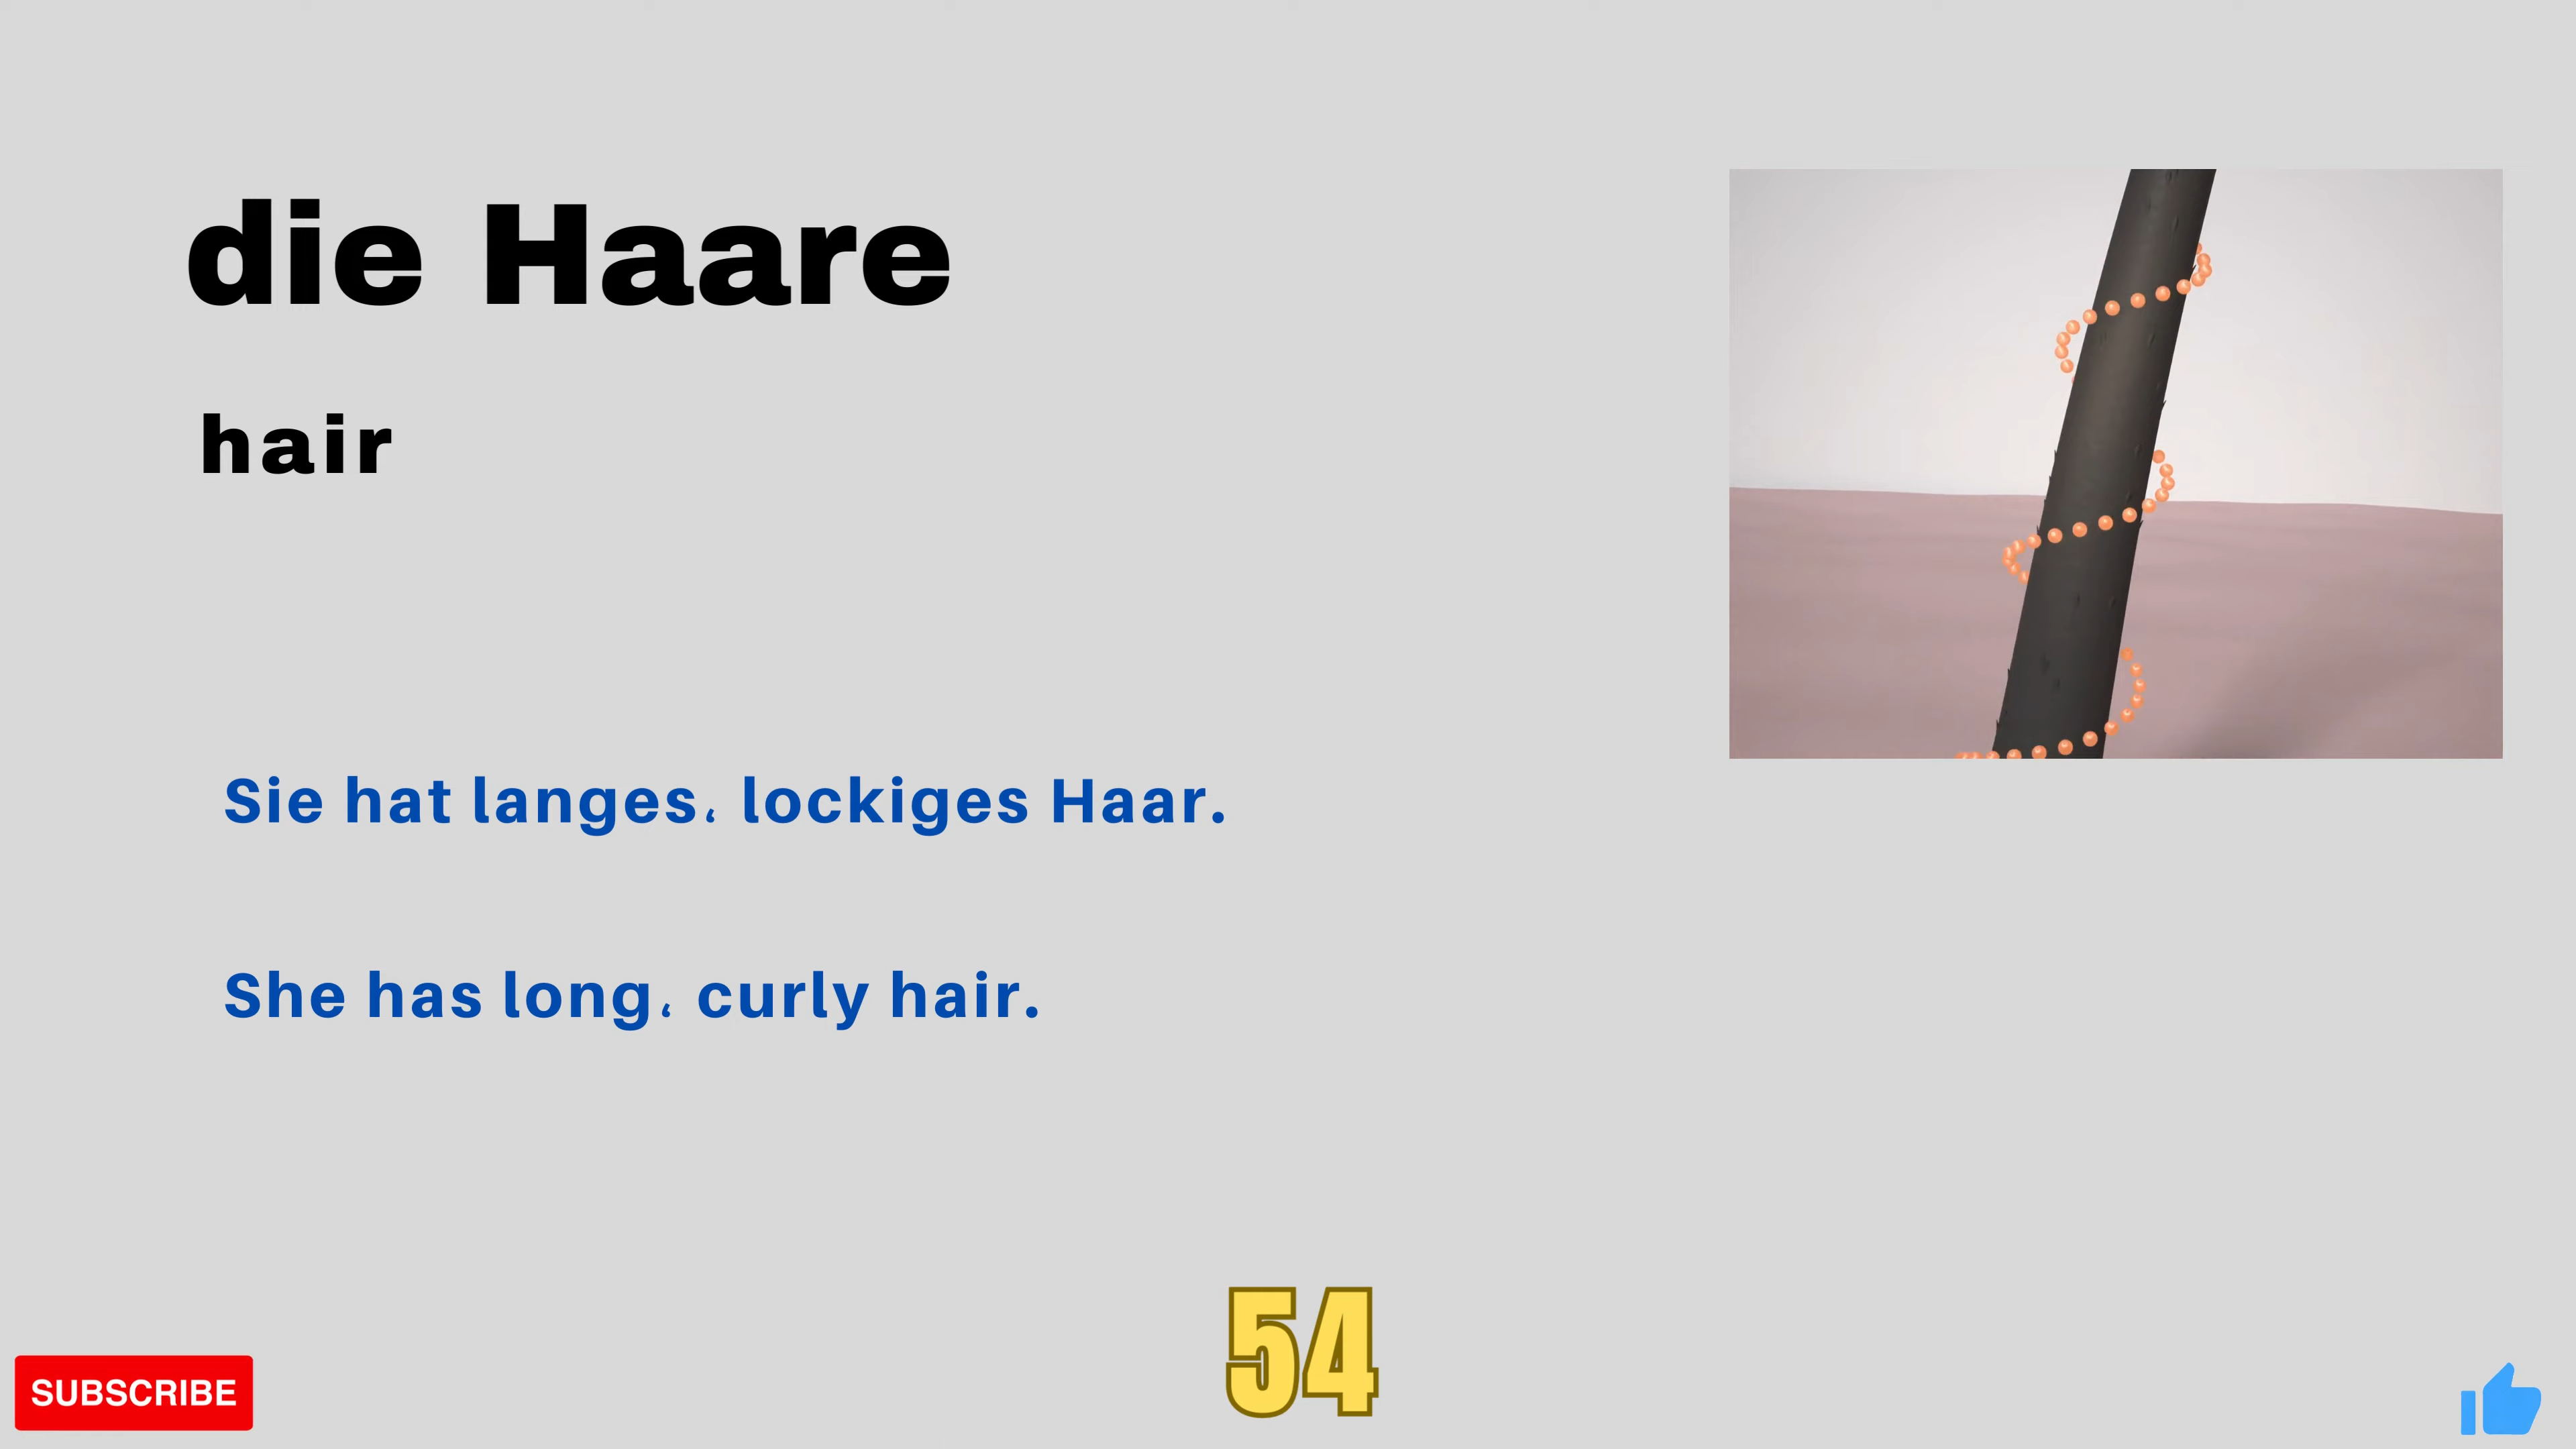 die Haare
hair
Sie hat langes، lockiges Haar.
She has long، curly hair.
54
SUBSCRIBE